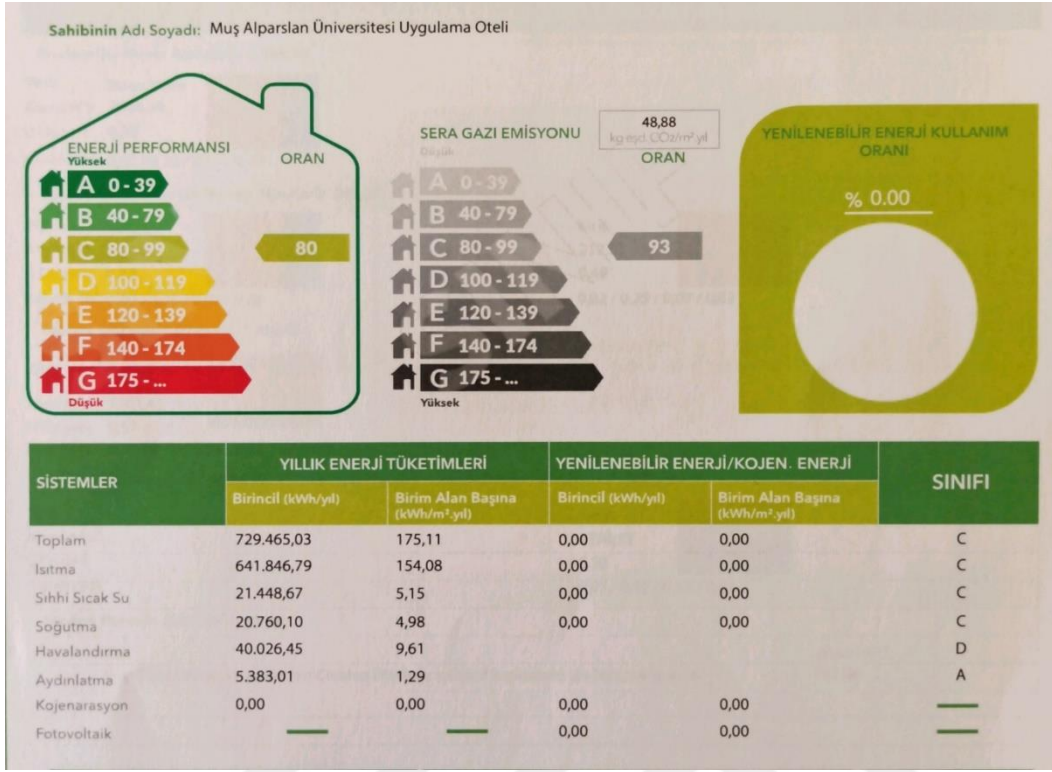 Sahibinin Adı Soyadı: Muş Alparslan Üniversitesi Uygulama Oteli
ENERJİ PERFORMANSI
Yüksek
ORAN
A 0 - 39
B 40 - 79
C 80 - 99
80
D 100 - 119
E 120 - 139
F 140 - 174
G 175 - ...
Düşük
SERA GAZI EMİSYONU
Düşük
48,88
kg eşd. CO2/m².yıl
ORAN
A 0 - 39
B 40 - 79
C 80 - 99
93
D 100 - 119
E 120 - 139
F 140 - 174
G 175 - ...
Yüksek
YENİLENEBİLİR ENERJİ KULLANIM
ORANI
% 0.00
SİSTEMLER
YILLIK ENERJİ TÜKETİMLERİ
YENİLENEBİLİR ENERJİ/KOJEN. ENERJİ
SINIFI
Birincil (kWh/yıl)
Birim Alan Başına
(kWh/m².yıl)
Birincil (kWh/yıl)
Birim Alan Başına
(kWh/m².yıl)
Toplam 729.465,03 175,11 0,00 0,00 C
Isıtma 641.846,79 154,08 0,00 0,00 C
Sıhhi Sıcak Su 21.448,67 5,15 0,00 0,00 C
Soğutma 20.760,10 4,98 0,00 0,00 C
Havalandırma 40.026,45 9,61 D
Aydınlatma 5.383,01 1,29 A
Kojenarasyon 0,00 0,00 0,00 0,00
Fotovoltaik 0,00 0,00